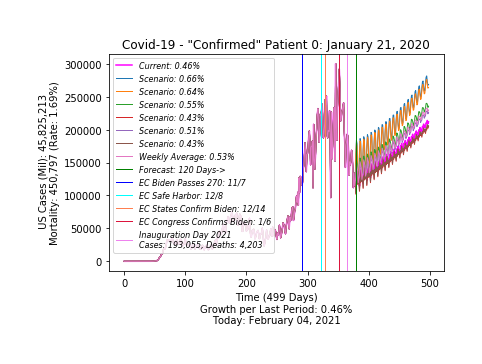 Covid-19 - "Confirmed" Patient 0: January 21, 2020
US Cases (Mil): 45,825,213
Mortality: 450,797 (Rate: 1.69%)
300000
250000
200000
150000
100000
50000
0
Current: 0.46%
Scenario: 0.66%
Scenario: 0.64%
Scenario: 0.55%
Scenario: 0.43%
Scenario: 0.51%
Scenario: 0.43%
Weekly Average: 0.53%
Forecast: 120 Days->
EC Biden Passes 270: 11/7
EC Safe Harbor: 12/8
EC States Confirm Biden: 12/14
EC Congress Confirms Biden: 1/6
Inauguration Day 2021
Cases: 193,055, Deaths: 4,203
0 100 200 300 400 500
Time (499 Days)
Growth per Last Period: 0.46%
Today: February 04, 2021